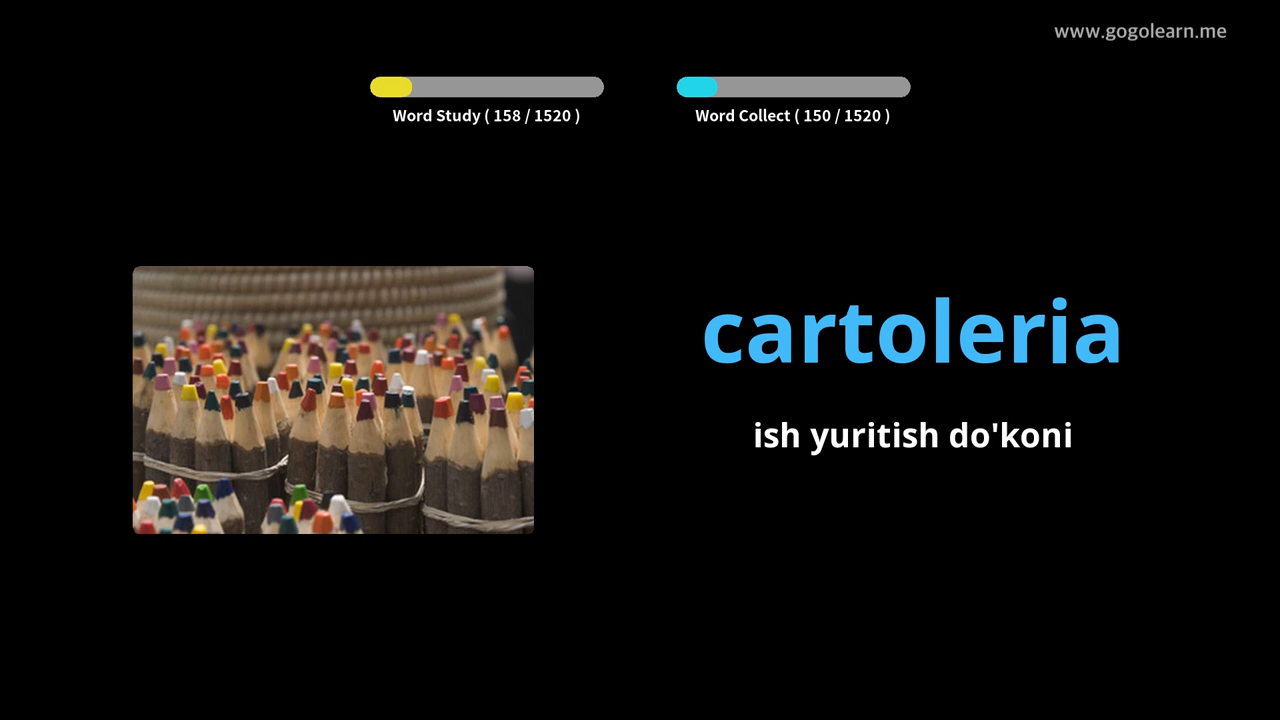 www.gogolearn.me
Word Study ( 158 / 1520 )
Word Collect ( 150 / 1520 )
cartoleria
ish yuritish do'koni